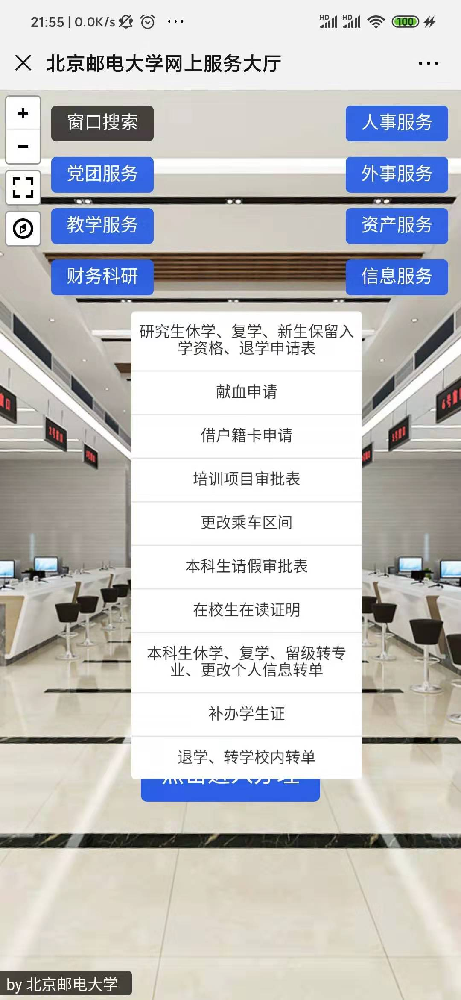 21:55 | 0.0K/s
HD HD 100
北京邮电大学网上服务大厅
窗口搜索
人事服务
党团服务
外事服务
教学服务
资产服务
财务科研
信息服务
研究生休学、复学、新生保留入
学资格、退学申请表
献血申请
借户籍卡申请
培训项目审批表
更改乘车区间
本科生请假审批表
在校生在读证明
本科生休学、复学、留级转专
业、更改个人信息转单
补办学生证
退学、转学校内转单
by 北京邮电大学